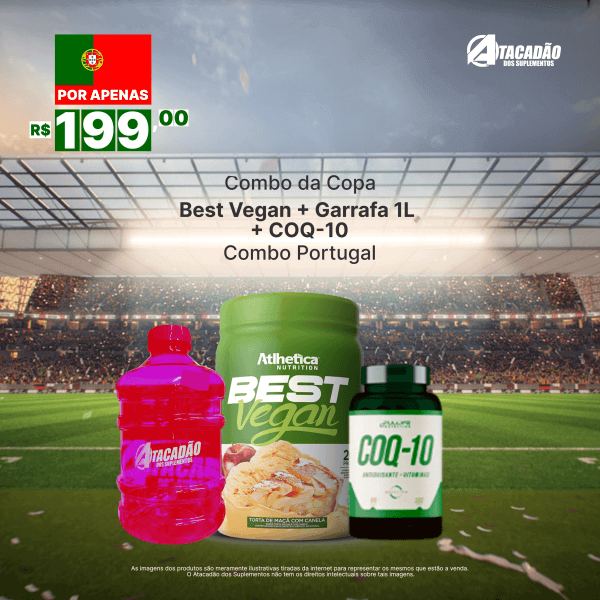 POR APENAS
R$ 199,00
ATACADÃO
DOS SUPLEMENTOS
Combo da Copa
Best Vegan + Garrafa 1L
+ COQ-10
Combo Portugal
Atlhetica
NUTRITION
BEST
Vegan
TORTA DE MAÇÃ COM CANELA
ATACADÃO
DOS SUPLEMENTOS
COQ-10
ANTIOXIDANTE + VITAMINAS
As imagens dos produtos são meramente ilustrativas tiradas da internet para representar os mesmos que estão a venda.
O Atacadão dos Suplementos não tem os direitos intelectuais sobre tais imagens.